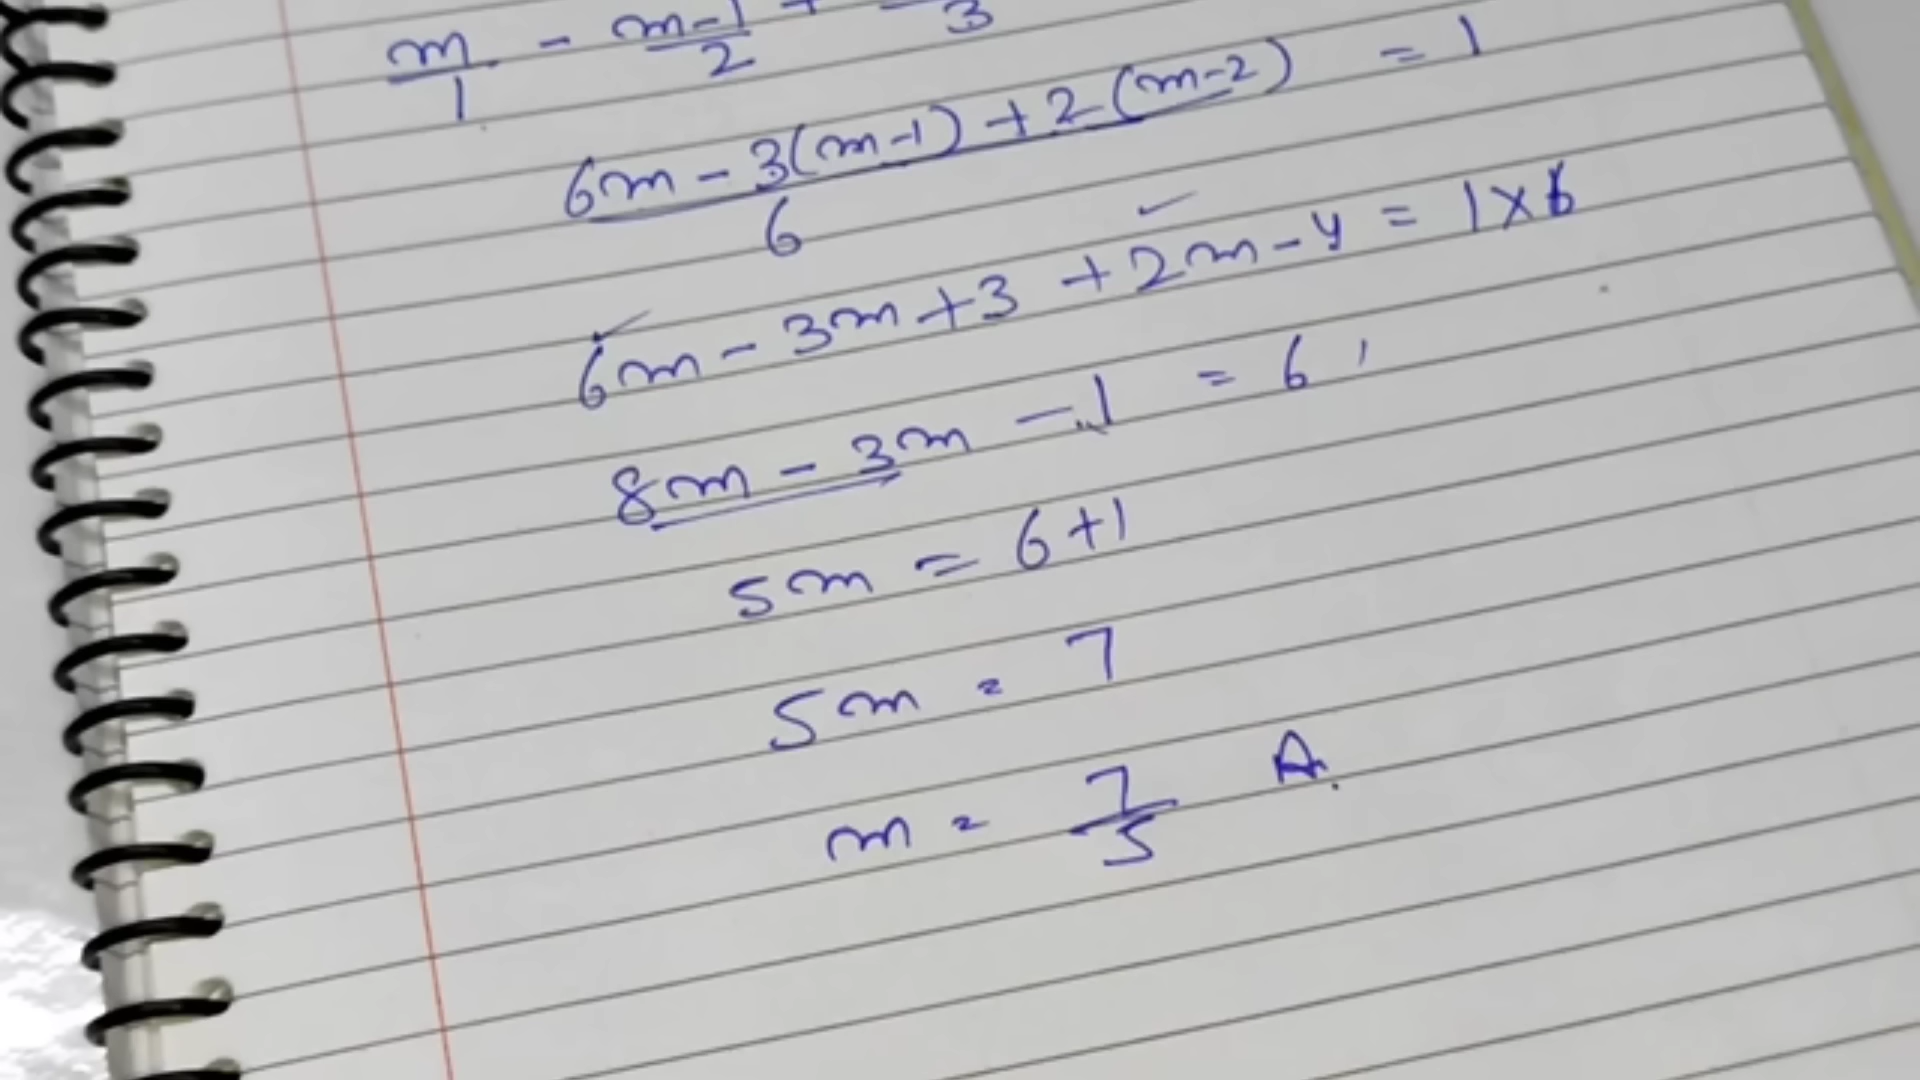 m/1 - m-1/2 + /3
6m - 3(m-1) + 2(m-2) / 6 = 1
6m - 3m + 3 + 2m - 4 = 1 x 6
8m - 3m - 1 = 6
5m = 6+1
5m = 7
m = 7/5 A.